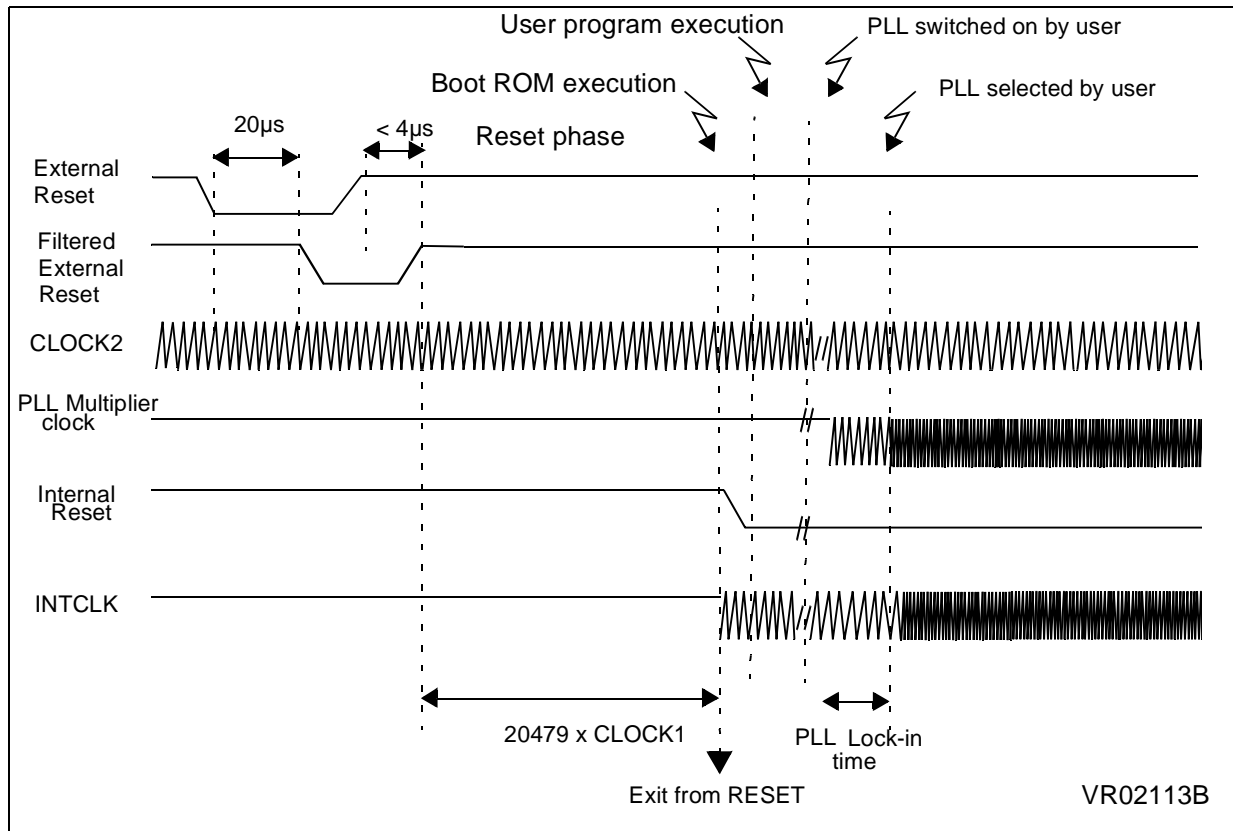 User program execution
PLL switched on by user
Boot ROM execution
PLL selected by user
20µs
< 4µs
Reset phase
External
Reset
Filtered
External
Reset
CLOCK2
PLL Multiplier
clock
Internal
Reset
INTCLK
20479 x CLOCK1
PLL Lock-in
time
Exit from RESET
VR02113B